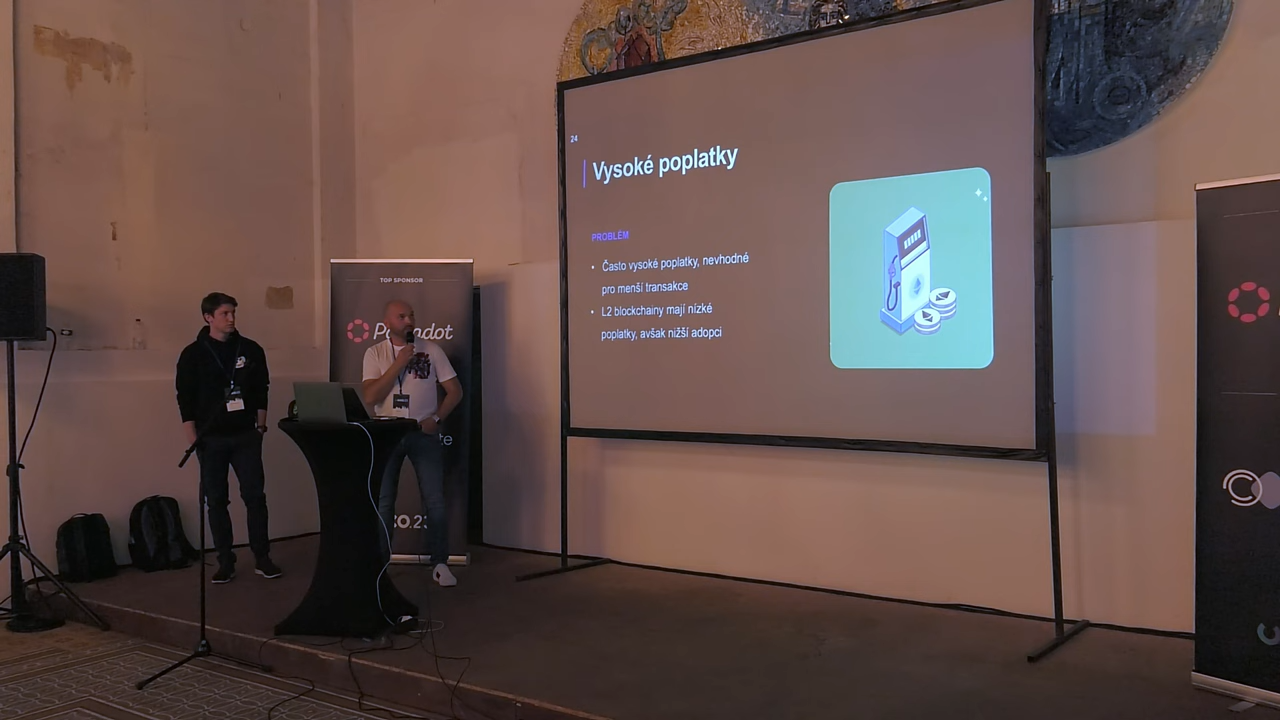 24
Vysoké poplatky
PROBLÉM
• Často vysoké poplatky, nevhodné
pro menší transakce
• L2 blockchainy mají nízké
poplatky, avšak nižší adopci
TOP SPONSOR